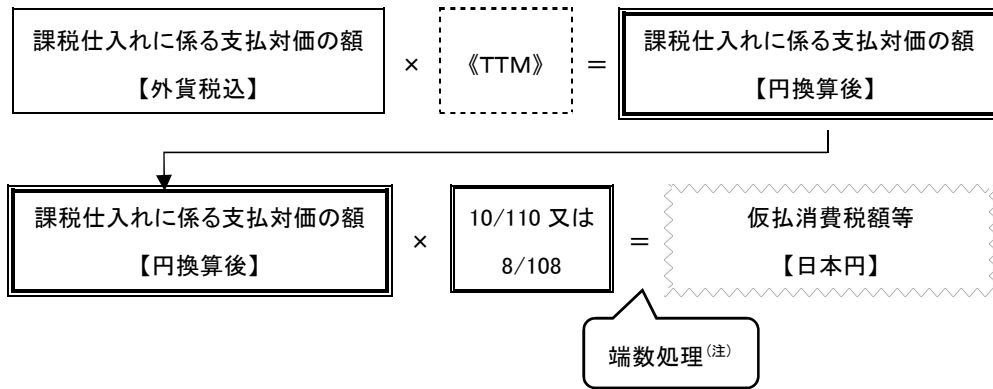 課税仕入れに係る支払対価の額
【外貨税込】
×
《TTM》
＝
課税仕入れに係る支払対価の額
【円換算後】
課税仕入れに係る支払対価の額
【円換算後】
×
10/110 又は
8/108
＝
仮払消費税額等
【日本円】
端数処理(注)